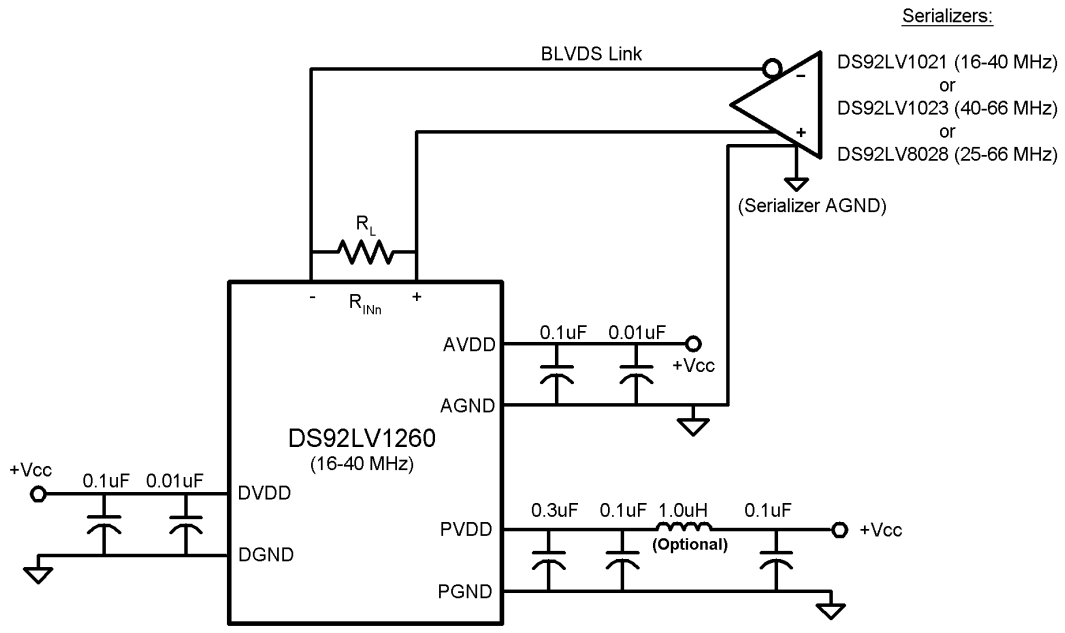 Serializers:
BLVDS Link
DS92LV1021 (16-40 MHz)
or
DS92LV1023 (40-66 MHz)
or
DS92LV8028 (25-66 MHz)
-
+
(Serializer AGND)
RL
- RINn +
AVDD
0.1uF 0.01uF
+Vcc
AGND
DS92LV1260
(16-40 MHz)
+Vcc
0.1uF 0.01uF
DVDD
DGND
PVDD
0.3uF 0.1uF 1.0uH 0.1uF
(Optional)
+Vcc
PGND